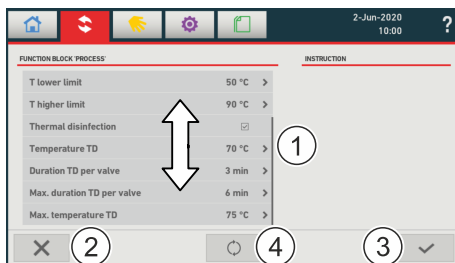 2-Jun-2020
10:00
?
FUNCTION BLOCK 'PROCESS'
INSTRUCTION
T lower limit 50 °C >
T higher limit 90 °C >
Thermal disinfection
Temperature TD 70 °C >
Duration TD per valve 3 min >
Max. duration TD per valve 6 min >
Max. temperature TD 75 °C >
1
2
4
3